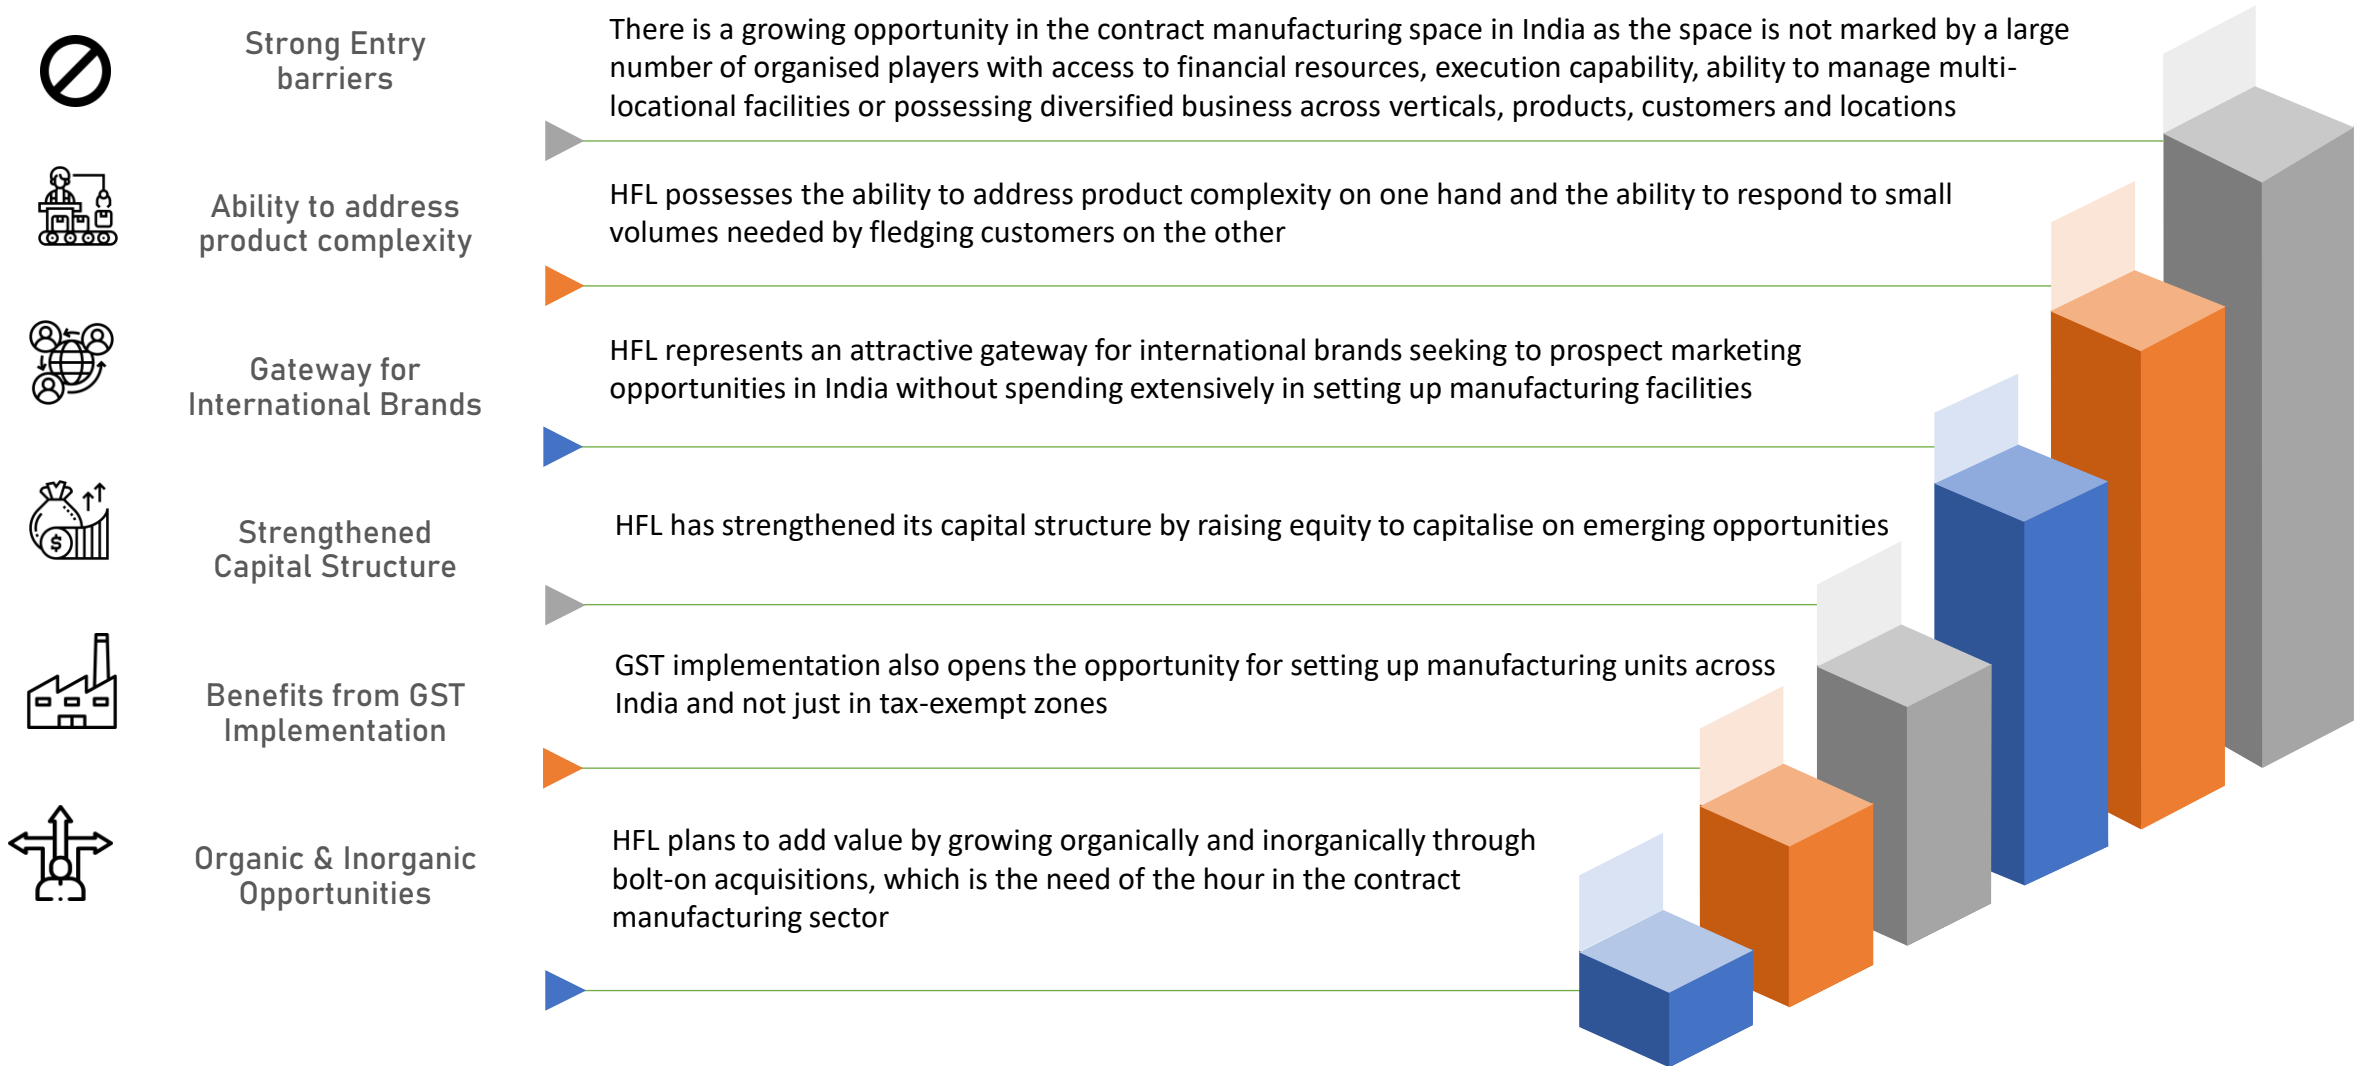 Strong Entry
barriers
There is a growing opportunity in the contract manufacturing space in India as the space is not marked by a large
number of organised players with access to financial resources, execution capability, ability to manage multi-
locational facilities or possessing diversified business across verticals, products, customers and locations
Ability to address
product complexity
HFL possesses the ability to address product complexity on one hand and the ability to respond to small
volumes needed by fledging customers on the other
Gateway for
International Brands
HFL represents an attractive gateway for international brands seeking to prospect marketing
opportunities in India without spending extensively in setting up manufacturing facilities
Strengthened
Capital Structure
HFL has strengthened its capital structure by raising equity to capitalise on emerging opportunities
Benefits from GST
Implementation
GST implementation also opens the opportunity for setting up manufacturing units across
India and not just in tax-exempt zones
Organic & Inorganic
Opportunities
HFL plans to add value by growing organically and inorganically through
bolt-on acquisitions, which is the need of the hour in the contract
manufacturing sector